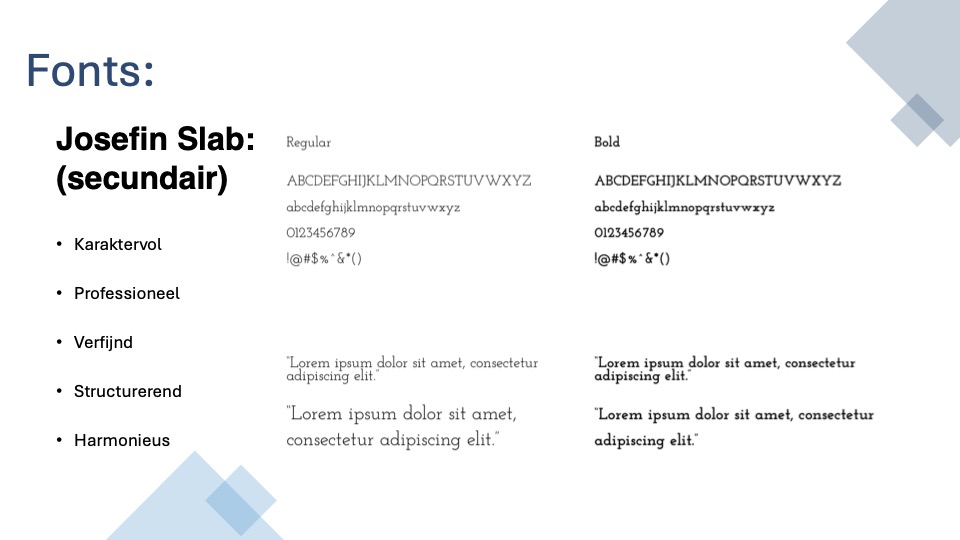 Fonts:
Josefin Slab:
(secundair)
• Karaktervol
• Professioneel
• Verfijnd
• Structurerend
• Harmonieus
Regular
ABCDEFGHIJKLMNOPQRSTUVWXYZ
abcdefghijklmnopqrstuvwxyz
0123456789
!@#$%^&*()
"Lorem ipsum dolor sit amet, consectetur
adipiscing elit."
"Lorem ipsum dolor sit amet,
consectetur adipiscing elit."
Bold
ABCDEFGHIJKLMNOPQRSTUVWXYZ
abcdefghijklmnopqrstuvwxyz
0123456789
!@#$%^&*()
"Lorem ipsum dolor sit amet, consectetur
adipiscing elit."
"Lorem ipsum dolor sit amet, consectetur
adipiscing elit."